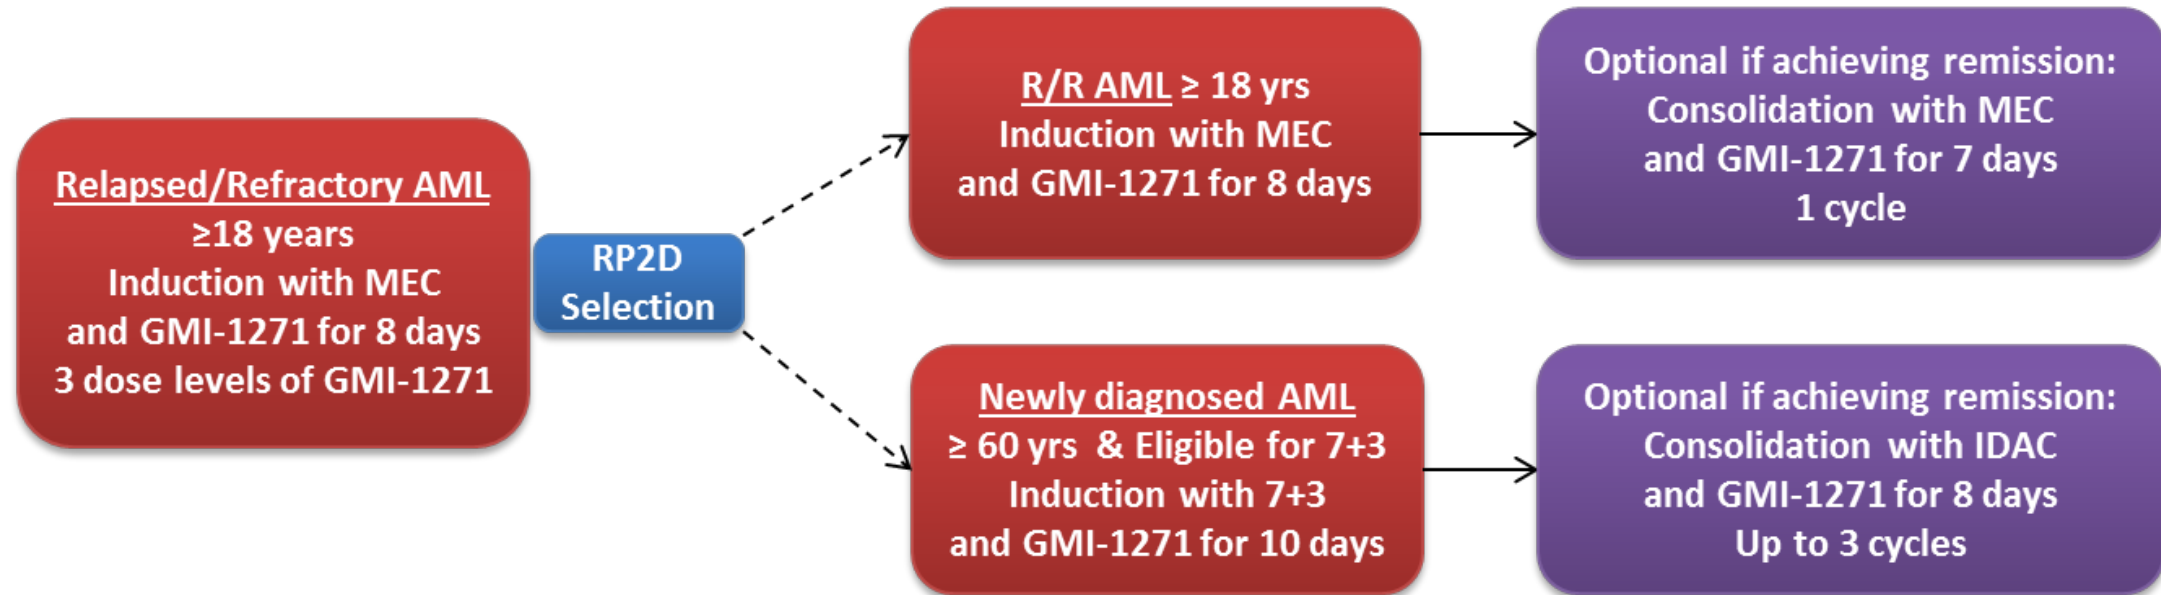 Relapsed/Refractory AML
≥18 years
Induction with MEC
and GMI-1271 for 8 days
3 dose levels of GMI-1271
RP2D
Selection
R/R AML ≥ 18 yrs
Induction with MEC
and GMI-1271 for 8 days
Optional if achieving remission:
Consolidation with MEC
and GMI-1271 for 7 days
1 cycle
Newly diagnosed AML
≥ 60 yrs & Eligible for 7+3
Induction with 7+3
and GMI-1271 for 10 days
Optional if achieving remission:
Consolidation with IDAC
and GMI-1271 for 8 days
Up to 3 cycles